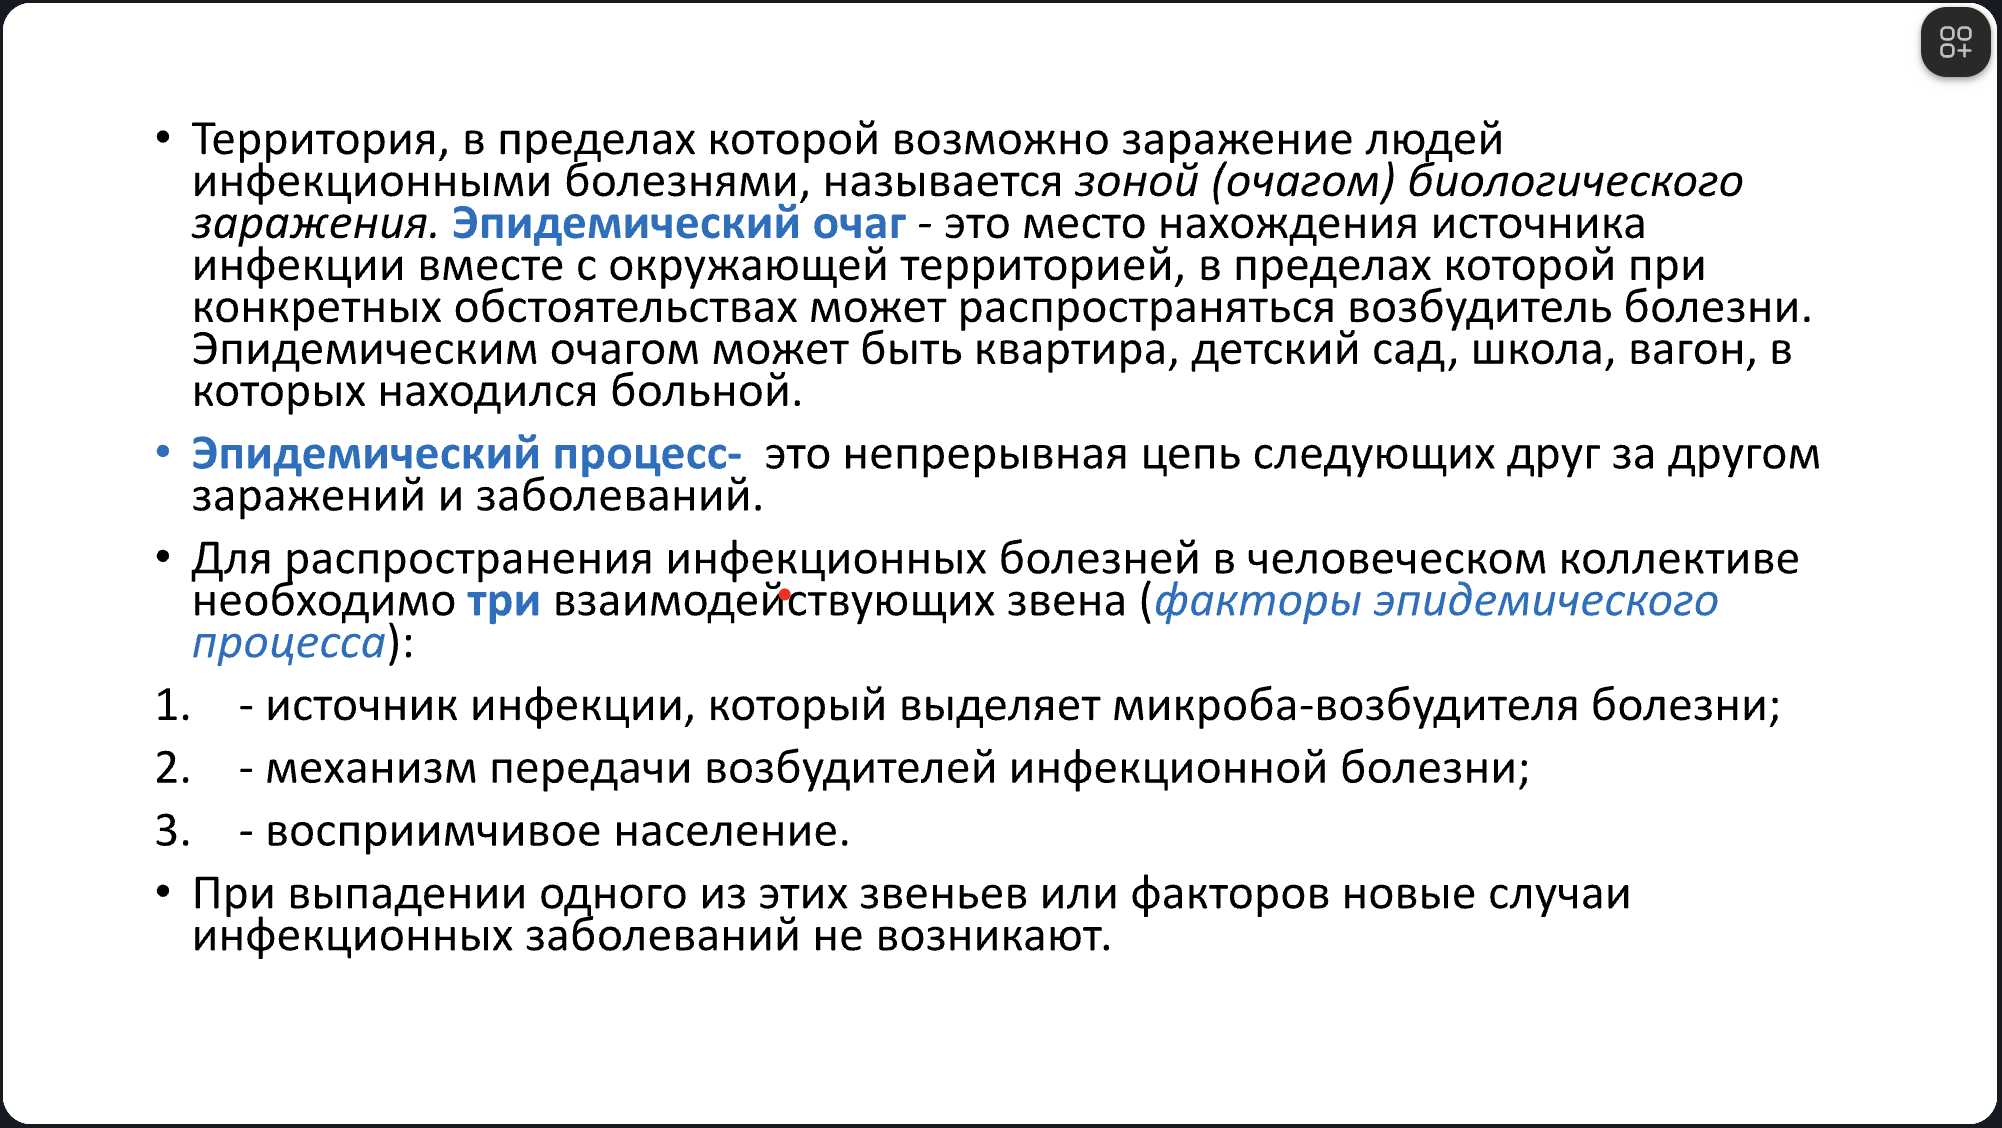 • Территория, в пределах которой возможно заражение людей
инфекционными болезнями, называется зоной (очагом) биологического
заражения. Эпидемический очаг - это место нахождения источника
инфекции вместе с окружающей территорией, в пределах которой при
конкретных обстоятельствах может распространяться возбудитель болезни.
Эпидемическим очагом может быть квартира, детский сад, школа, вагон, в
которых находился больной.
• Эпидемический процесс- это непрерывная цепь следующих друг за другом
заражений и заболеваний.
• Для распространения инфекционных болезней в человеческом коллективе
необходимо три взаимодействующих звена (факторы эпидемического
процесса):
1. - источник инфекции, который выделяет микроба-возбудителя болезни;
2. - механизм передачи возбудителей инфекционной болезни;
3. - восприимчивое население.
• При выпадении одного из этих звеньев или факторов новые случаи
инфекционных заболеваний не возникают.